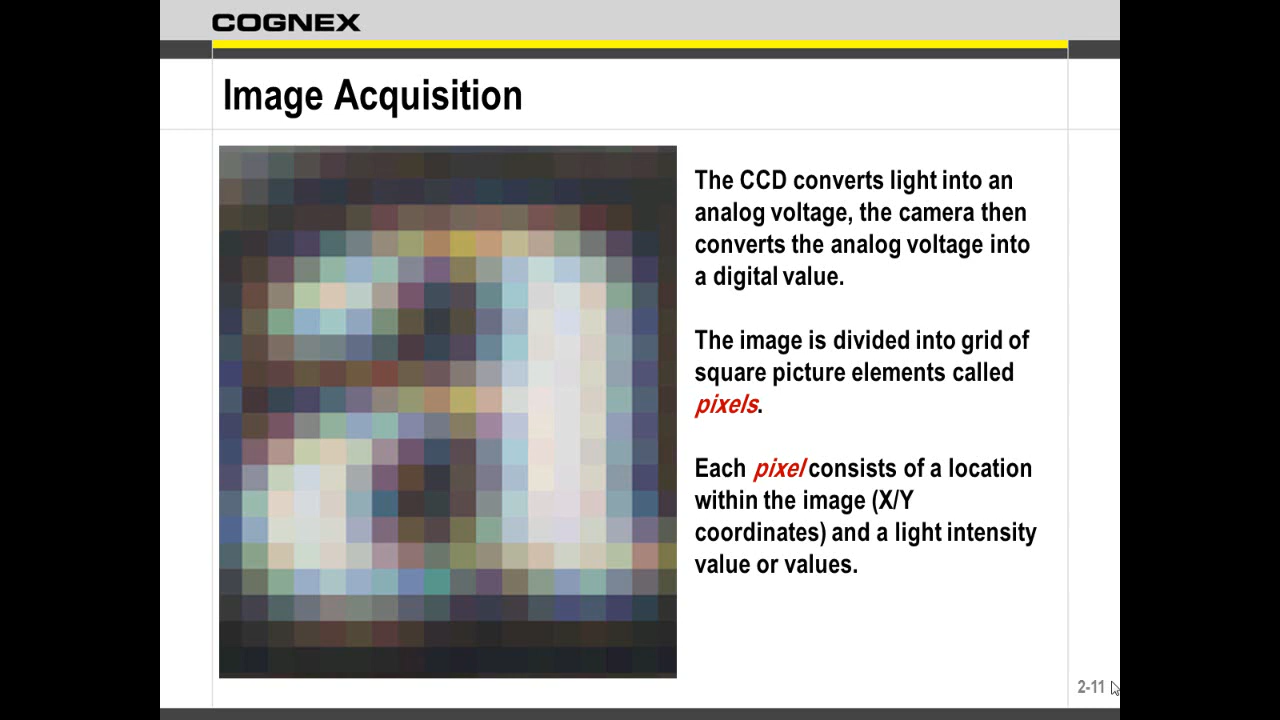 COGNEX
Image Acquisition
The CCD converts light into an
analog voltage, the camera then
converts the analog voltage into
a digital value.
The image is divided into grid of
square picture elements called
pixels.
Each pixel consists of a location
within the image (X/Y
coordinates) and a light intensity
value or values.
a
2-11